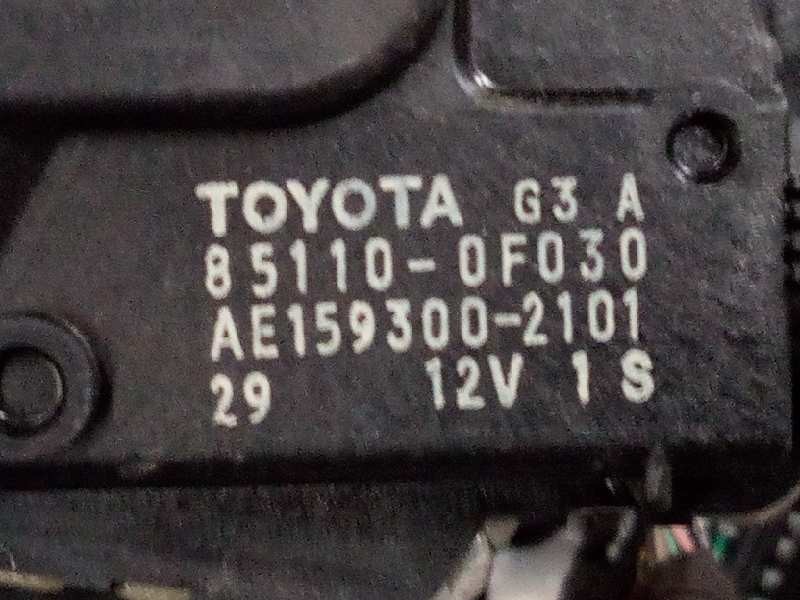 TOYOTA G3 A
85110-0F030
AE159300-2101
29 12V 1 S